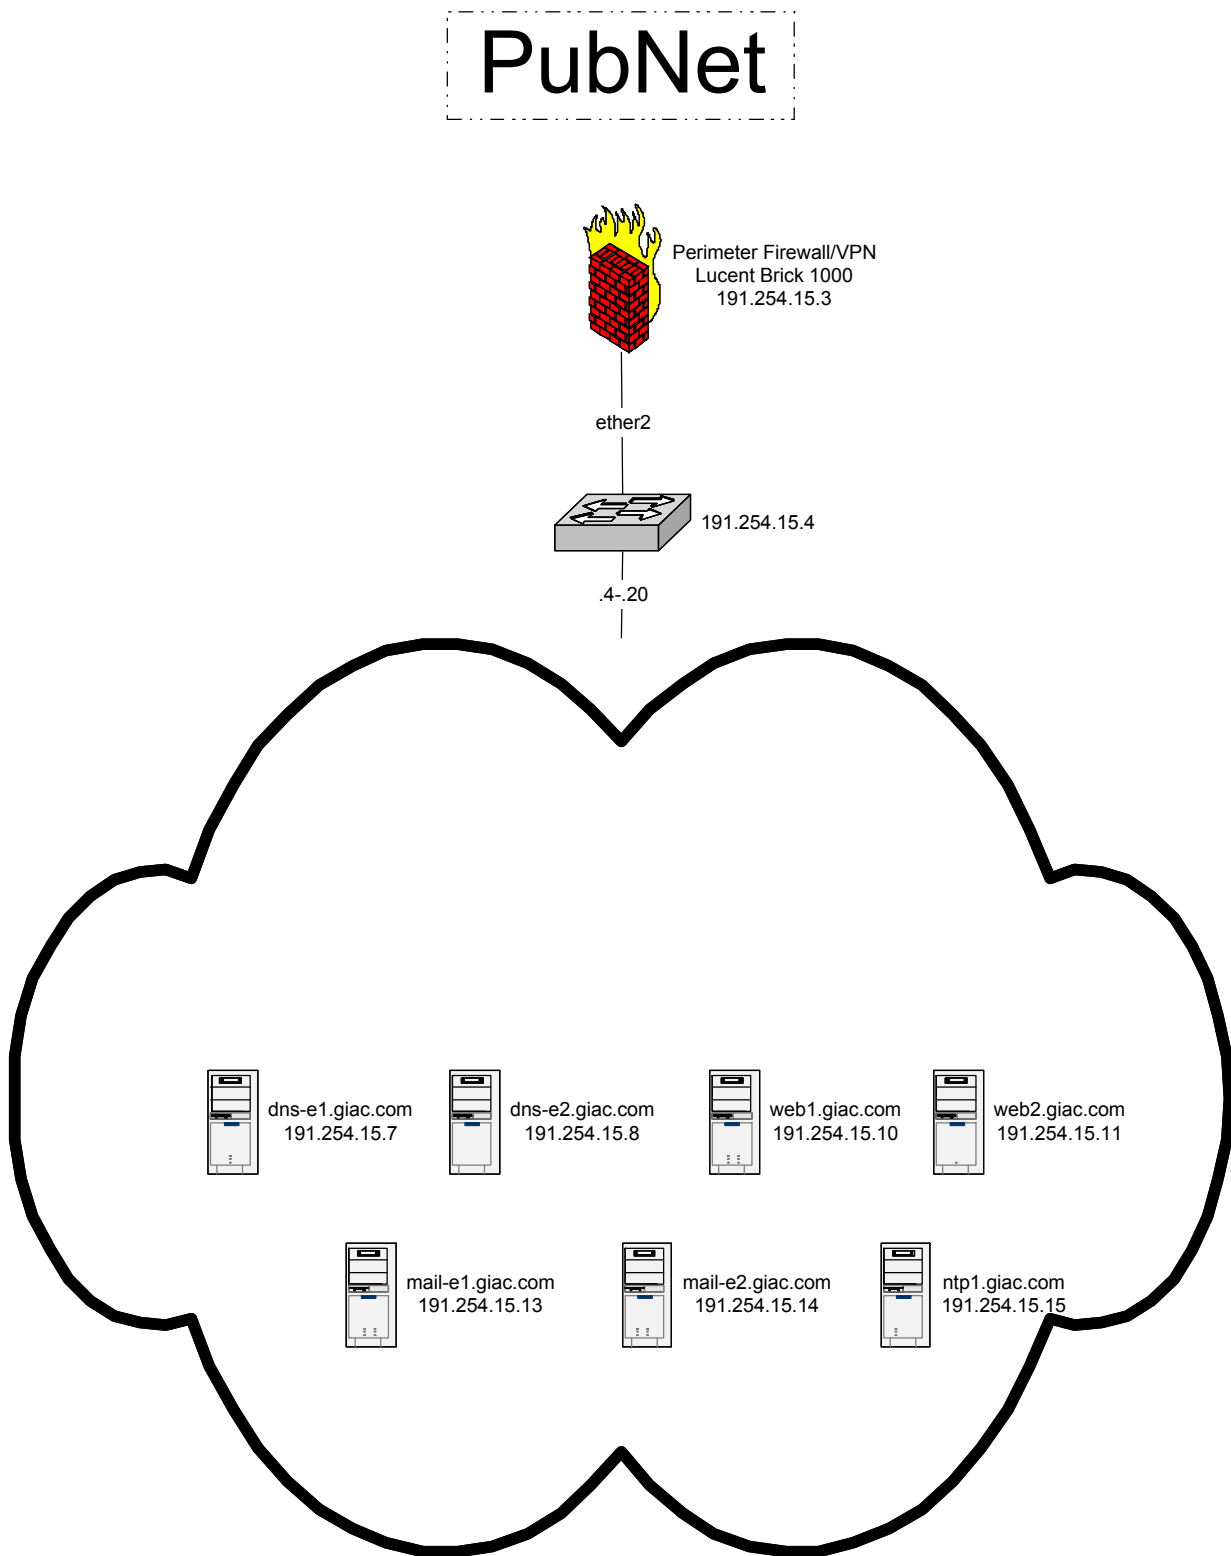 PubNet
Perimeter Firewall/VPN
Lucent Brick 1000
191.254.15.3
ether2
191.254.15.4
.4-.20
dns-e1.giac.com
191.254.15.7
dns-e2.giac.com
191.254.15.8
web1.giac.com
191.254.15.10
web2.giac.com
191.254.15.11
mail-e1.giac.com
191.254.15.13
mail-e2.giac.com
191.254.15.14
ntp1.giac.com
191.254.15.15